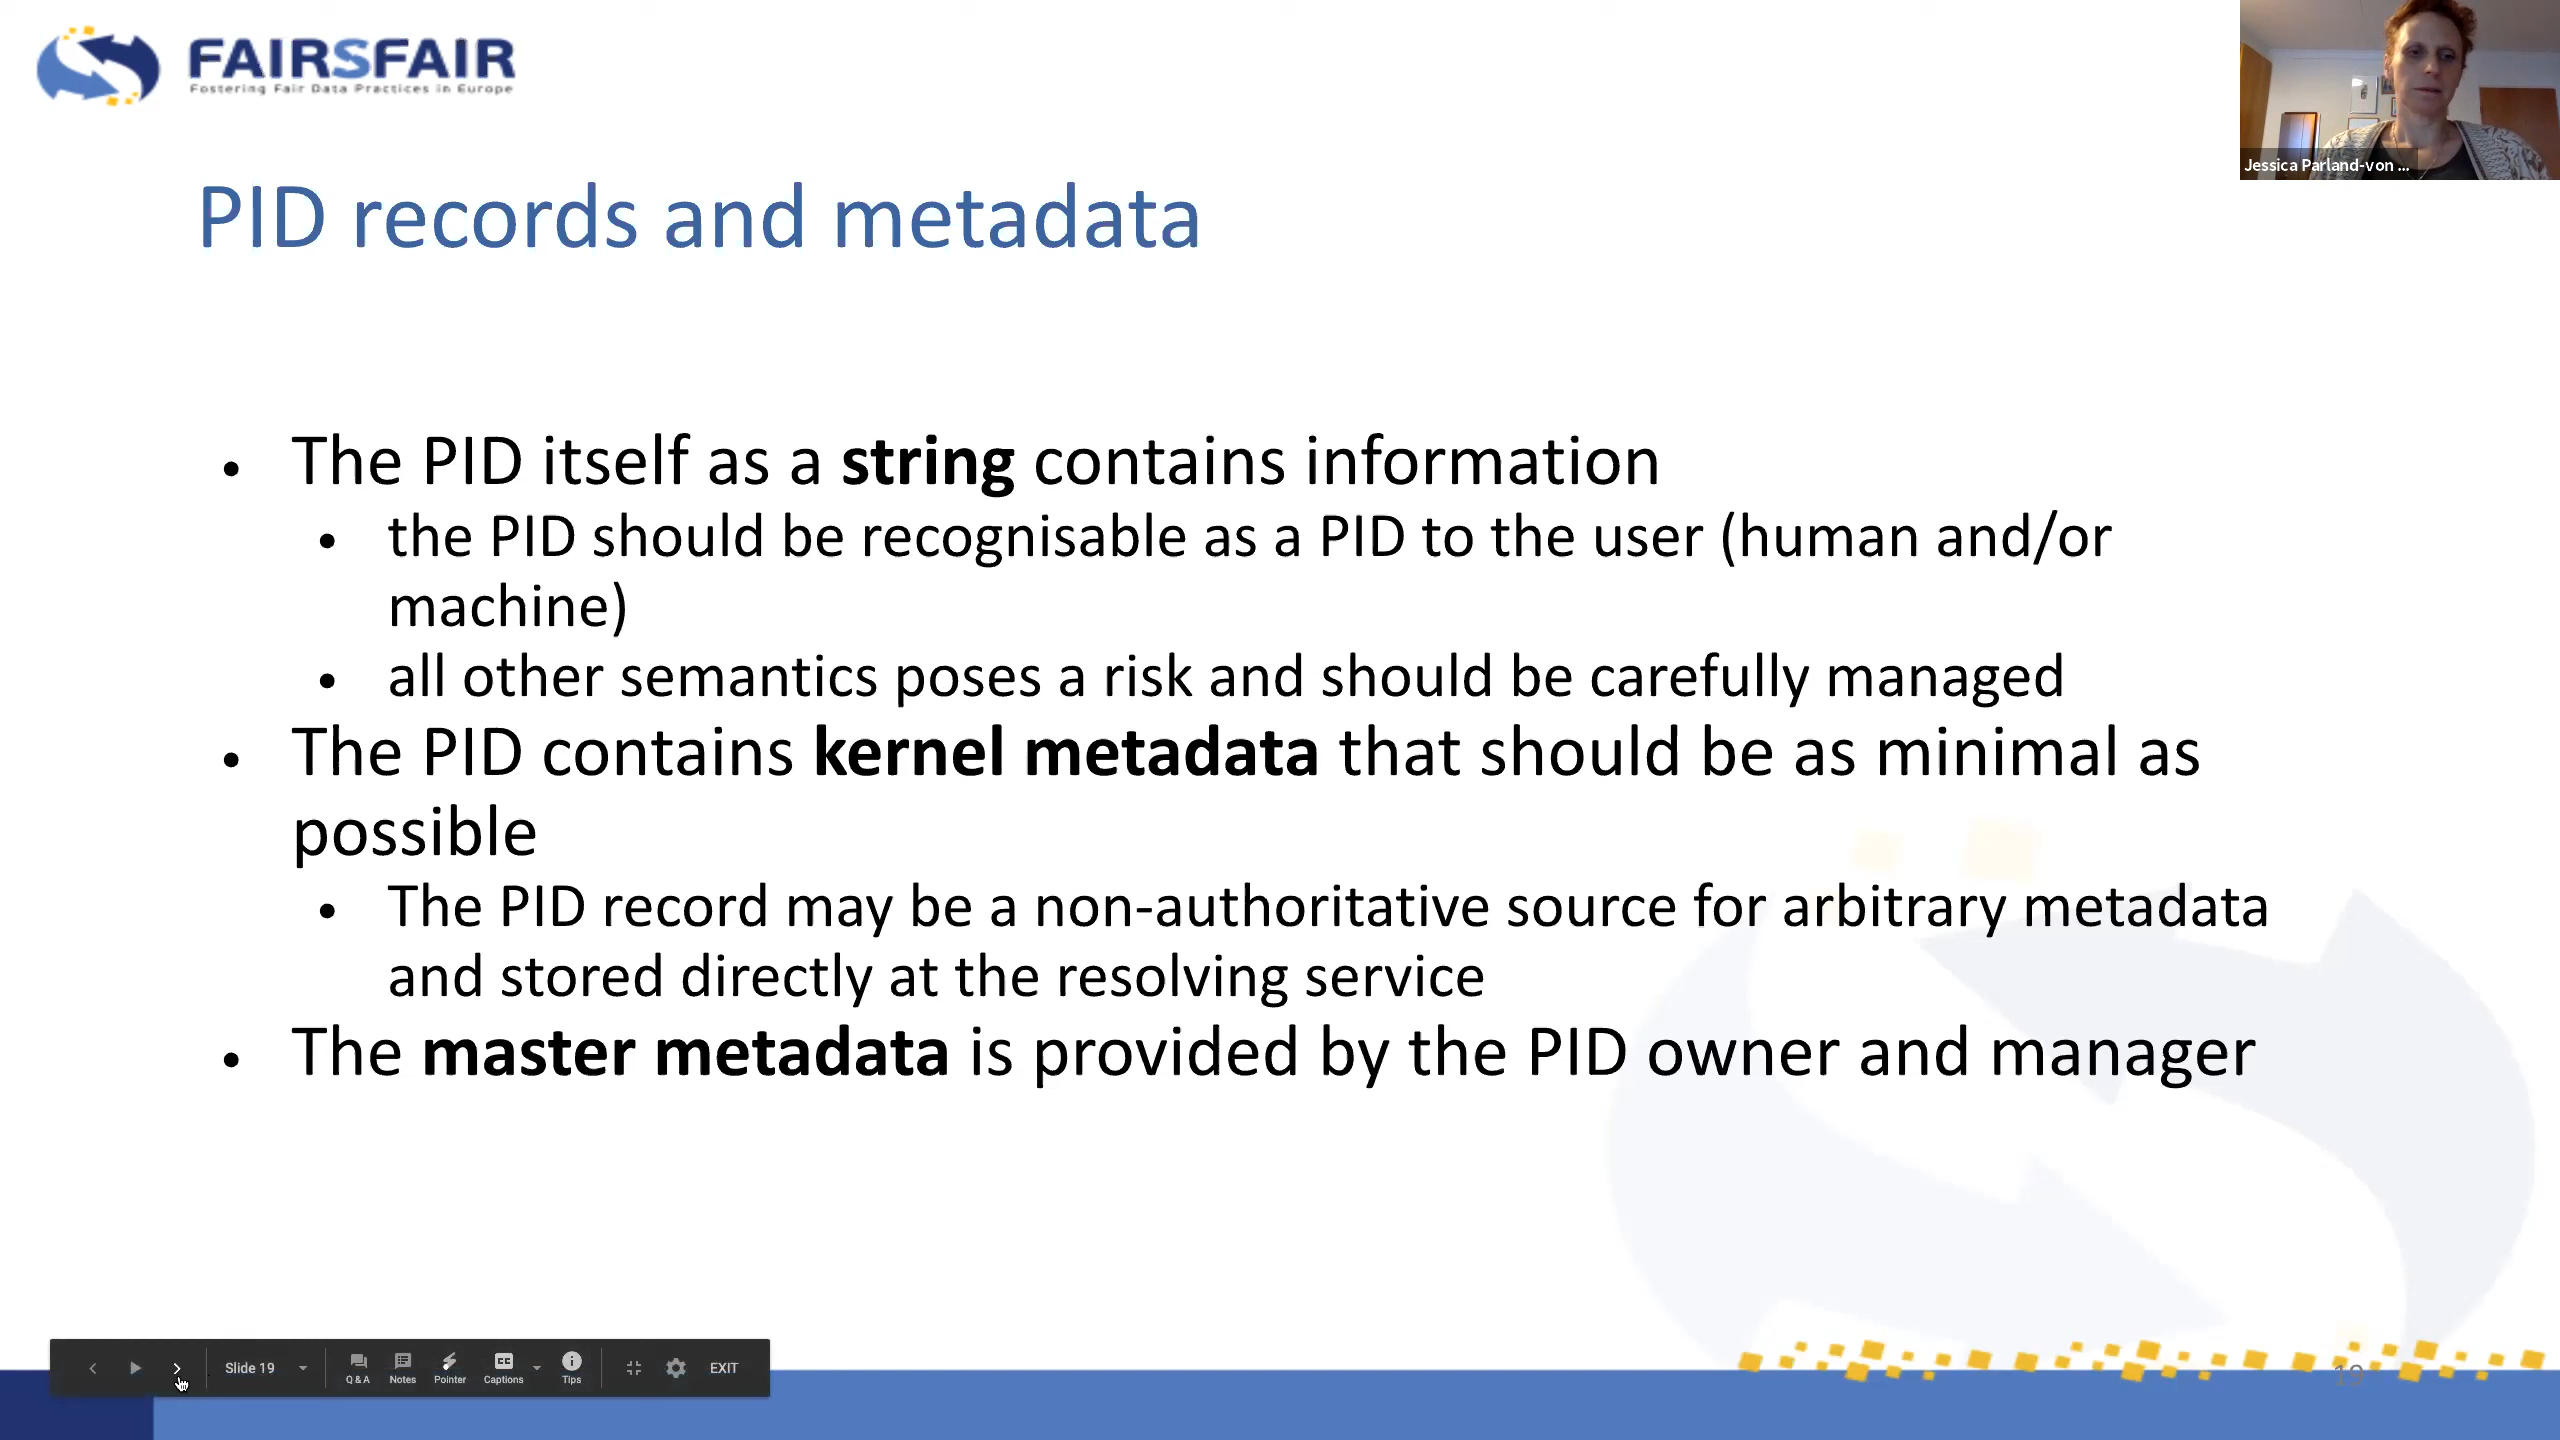 FAIRSFAIR
Fostering Fair Data Practices in Europe
Jessica Parland-von ...
PID records and metadata
• The PID itself as a string contains information
• the PID should be recognisable as a PID to the user (human and/or
machine)
• all other semantics poses a risk and should be carefully managed
• The PID contains kernel metadata that should be as minimal as
possible
• The PID record may be a non-authoritative source for arbitrary metadata
and stored directly at the resolving service
• The master metadata is provided by the PID owner and manager
Slide 19
Q & A
Notes
Pointer
CC
Captions
Tips
EXIT
19